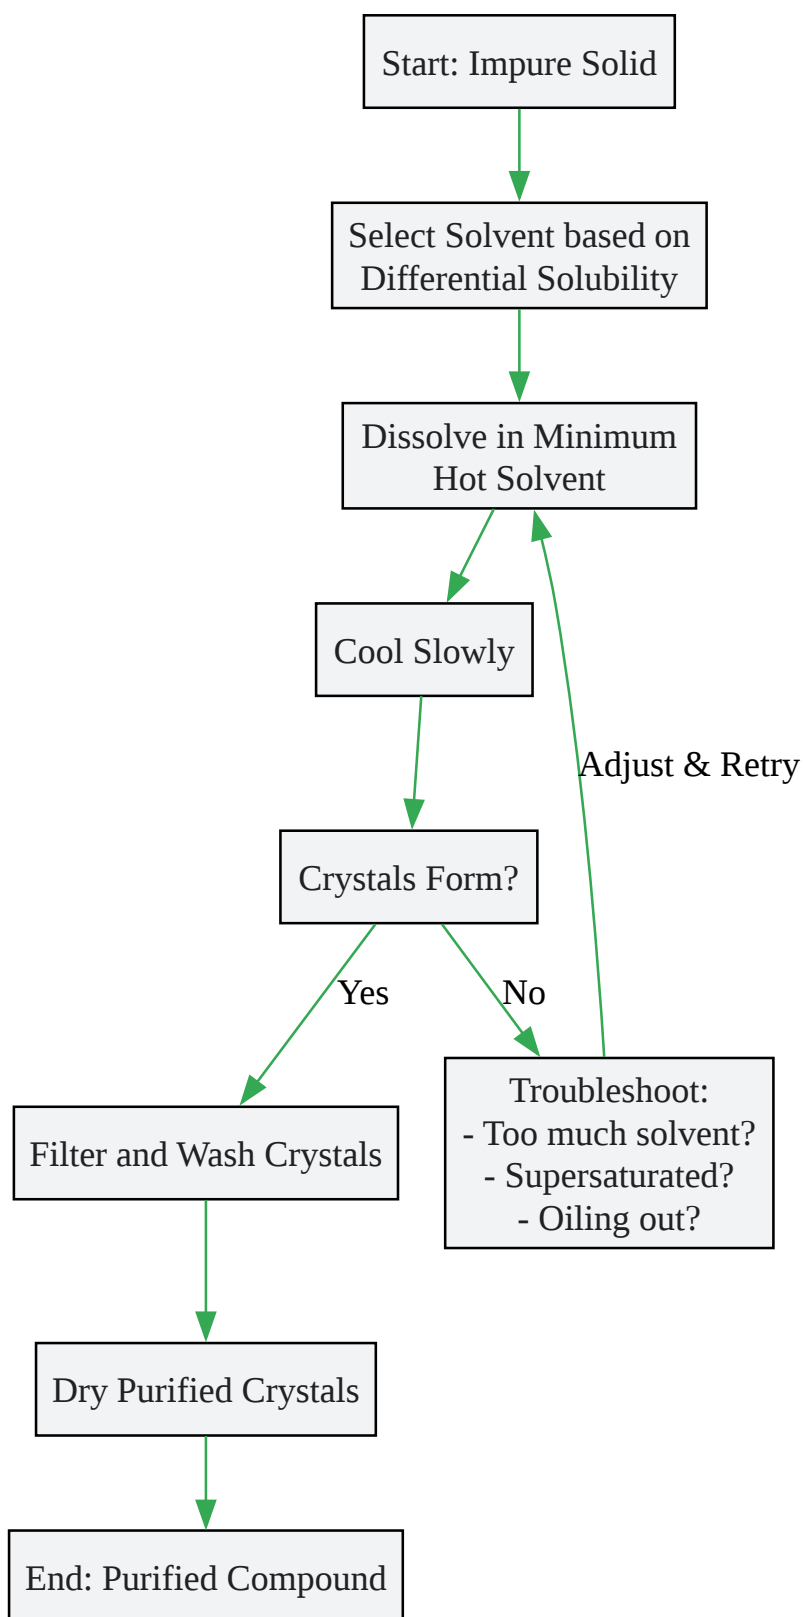 Start: Impure Solid
Select Solvent based on
Differential Solubility
Dissolve in Minimum
Hot Solvent
Cool Slowly
Adjust & Retry
Crystals Form?
Yes
No
Troubleshoot:
- Too much solvent?
- Supersaturated?
- Oiling out?
Filter and Wash Crystals
Dry Purified Crystals
End: Purified Compound